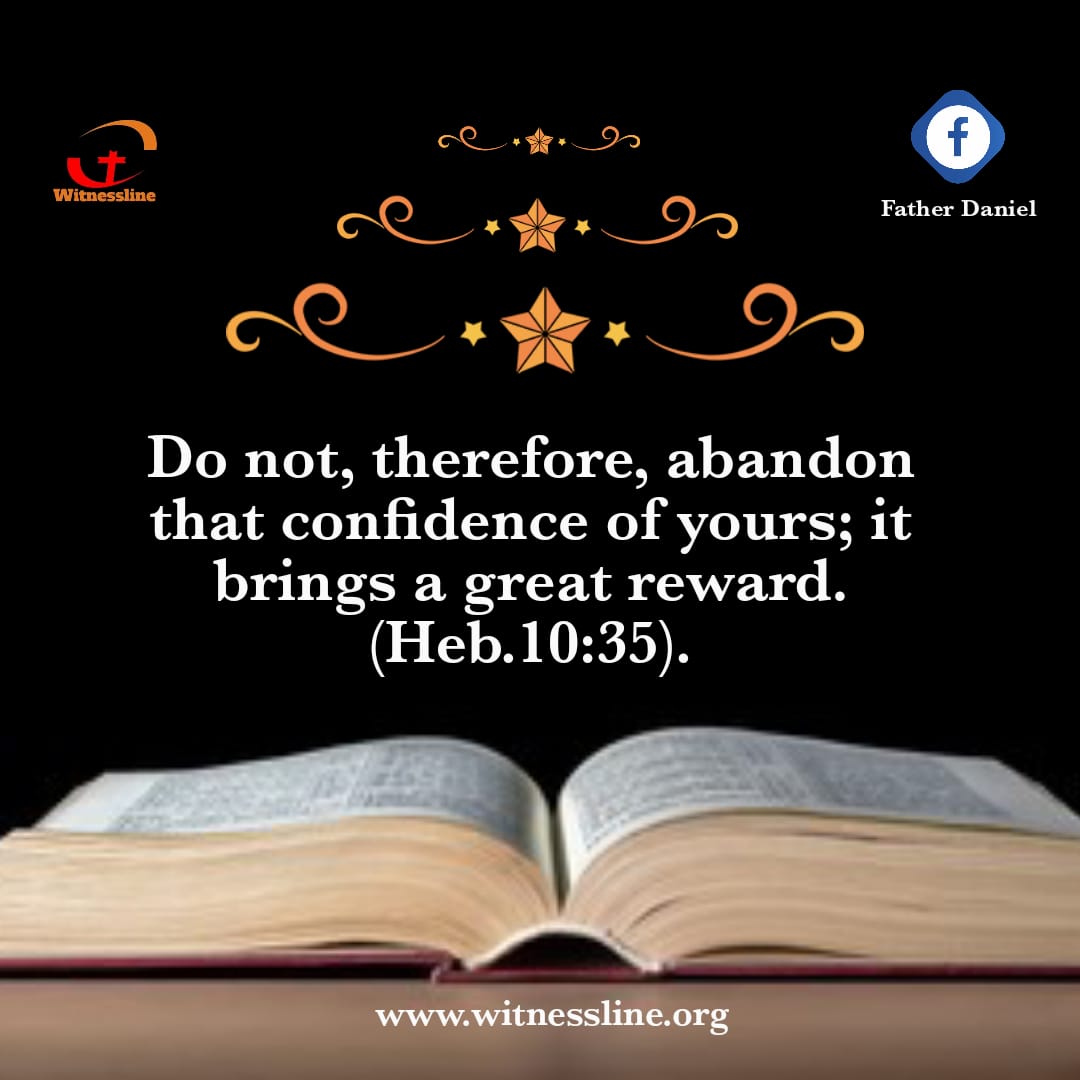 Witnessline
f
Father Daniel
Do not, therefore, abandon
that confidence of yours; it
brings a great reward.
(Heb.10:35).
www.witnessline.org